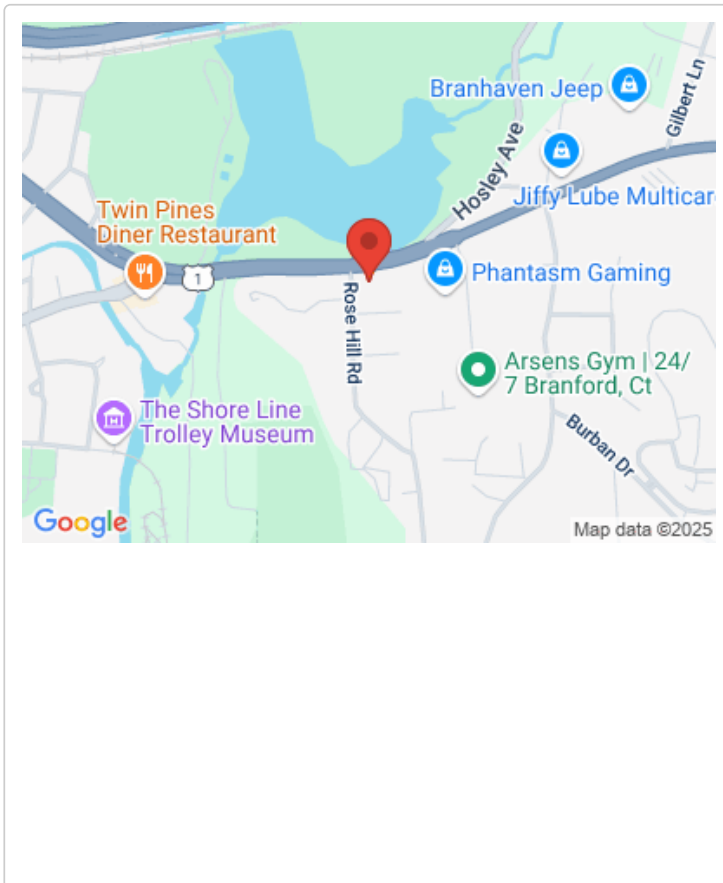 Branhaven Jeep
Gilbert Ln
Hosley Ave
Jiffy Lube Multicar
Twin Pines
Diner Restaurant
1
Phantasm Gaming
Rose Hill Rd
Arsens Gym | 24/
7 Branford, Ct
The Shore Line
Trolley Museum
Burban Dr
Google
Map data ©2025